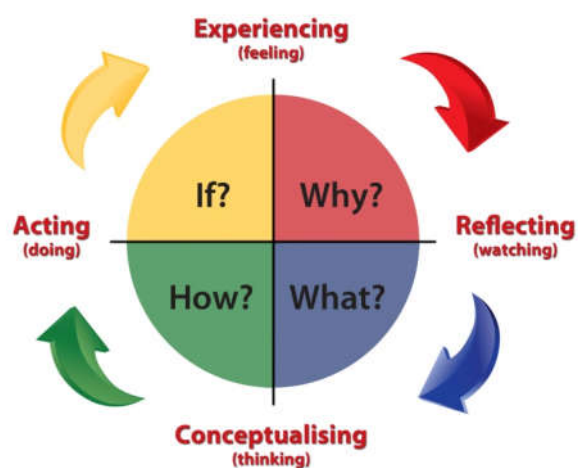 Experiencing
(feeling)
If?
Why?
Acting
(doing)
Reflecting
(watching)
How?
What?
Conceptualising
(thinking)